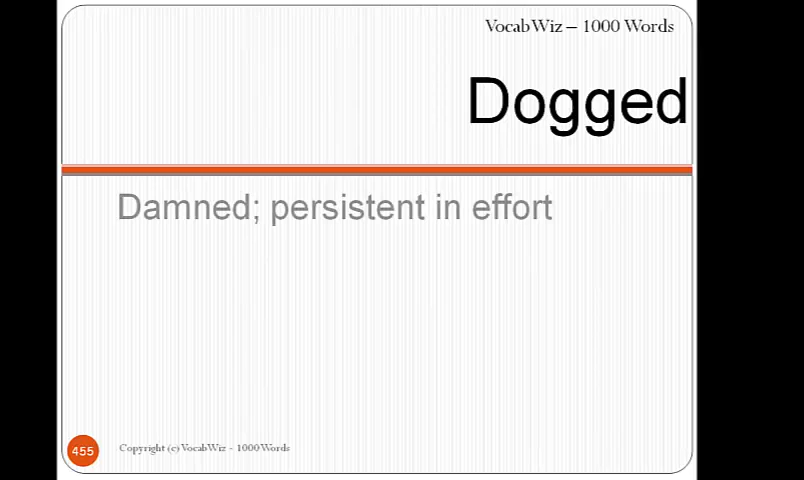 VocabWiz – 1000 Words
Dogged
Damned; persistent in effort
455
Copyright (c) VocabWiz - 1000 Words